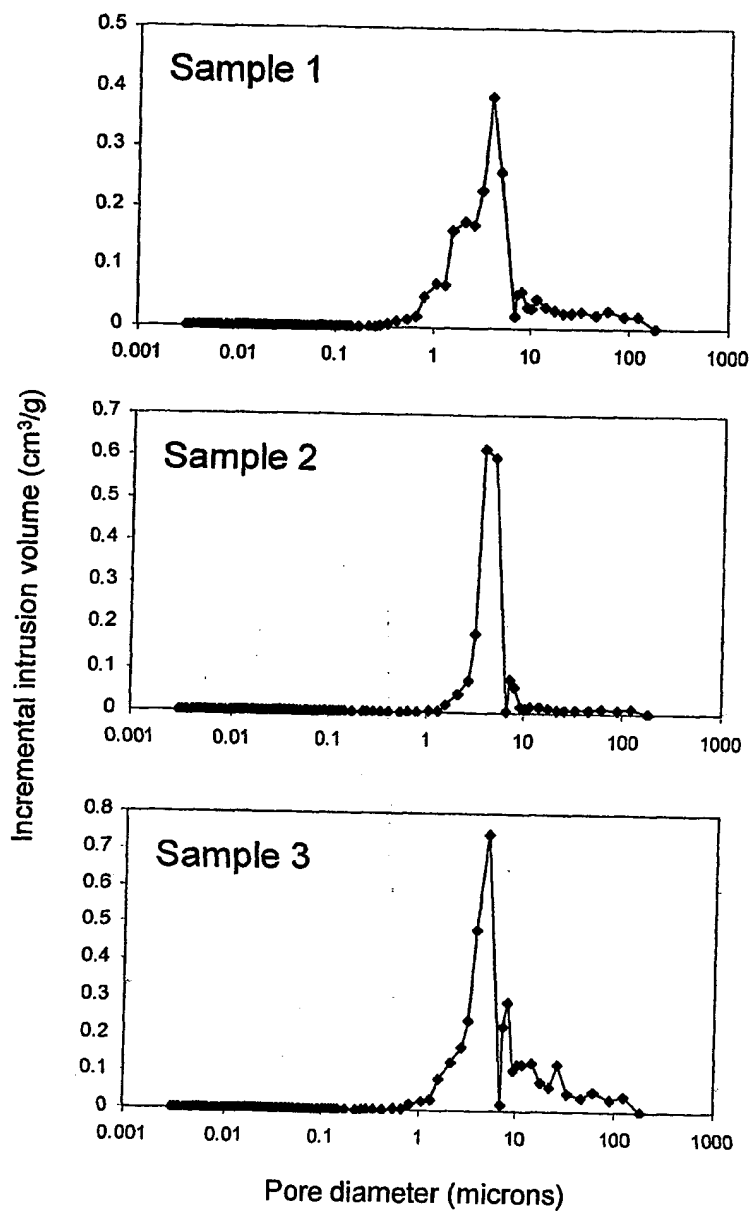 Incremental intrusion volume (cm³/g)
Sample 1
0.5
0.4
0.3
0.2
0.1
0
0.001 0.01 0.1 1 10 100 1000
Sample 2
0.7
0.6
0.5
0.4
0.3
0.2
0.1
0
0.001 0.01 0.1 1 10 100 1000
Sample 3
0.8
0.7
0.6
0.5
0.4
0.3
0.2
0.1
0
0.001 0.01 0.1 1 10 100 1000
Pore diameter (microns)